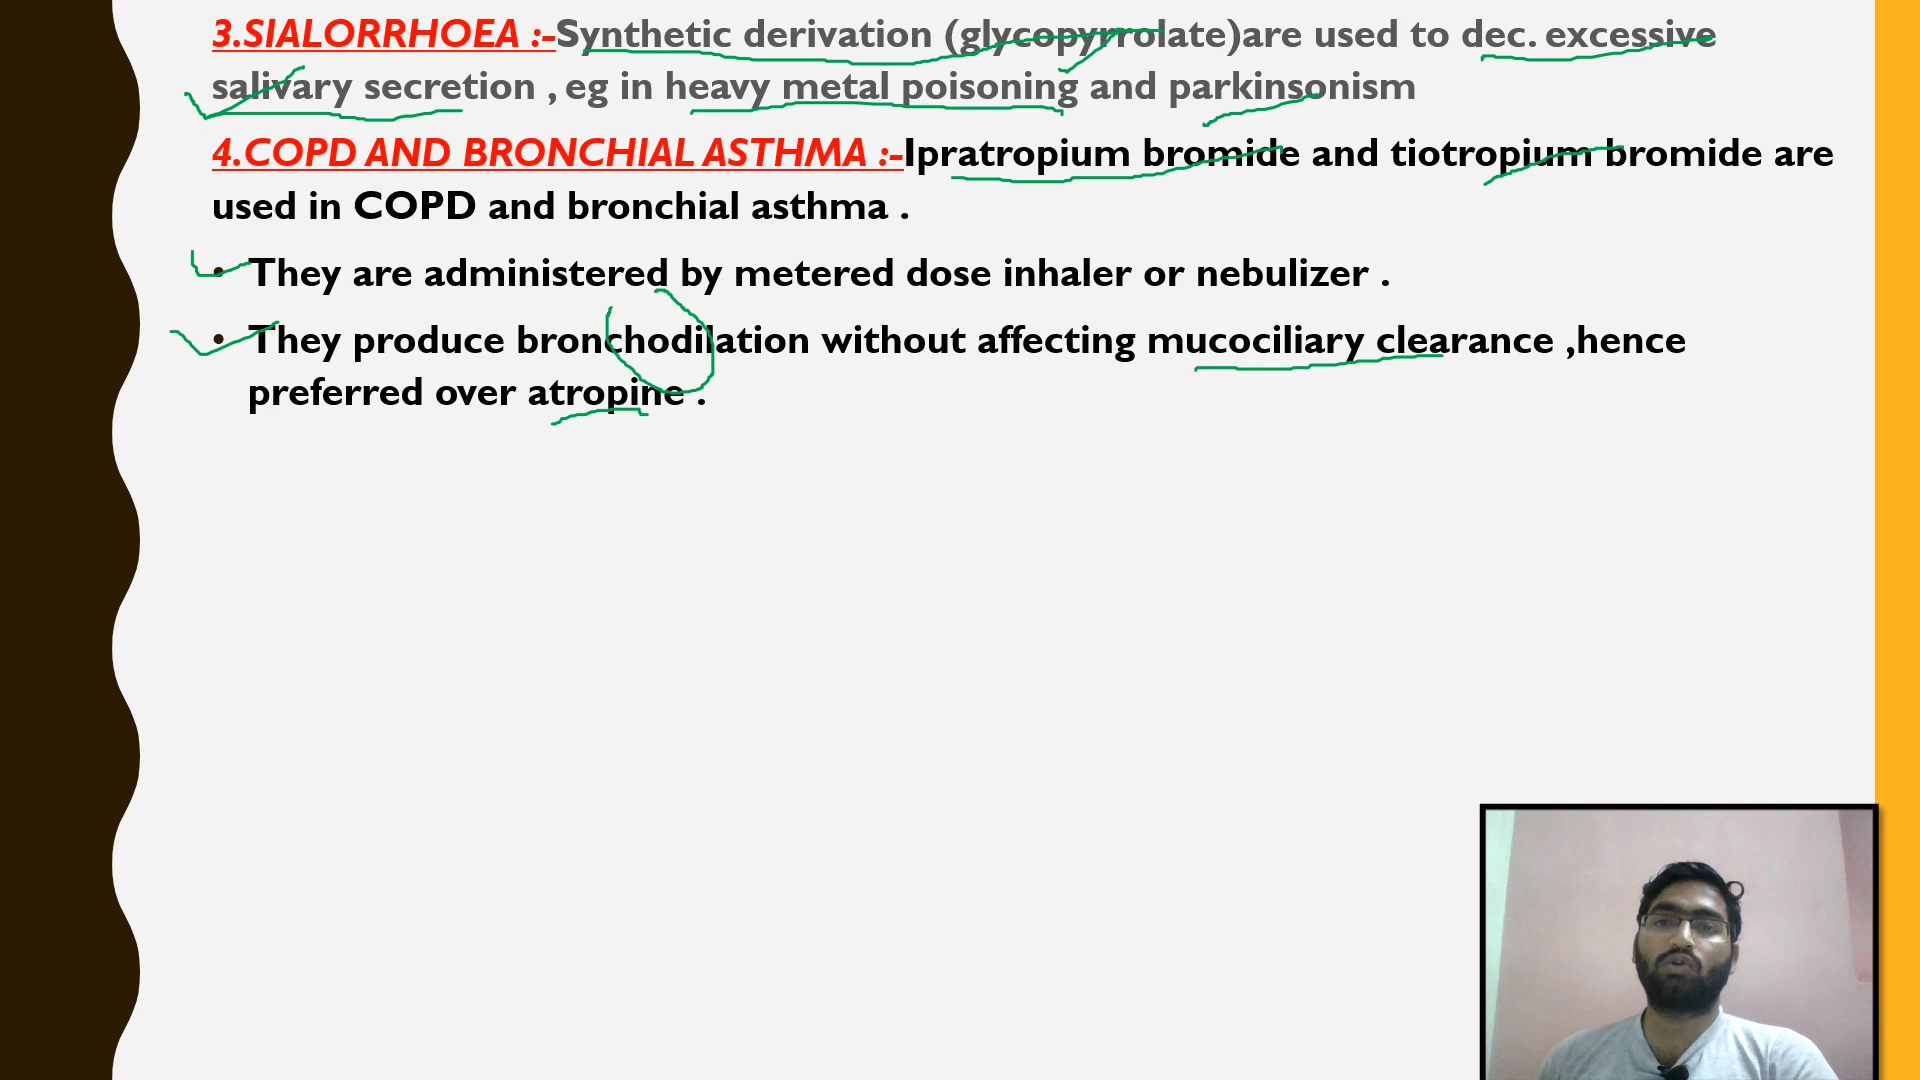 3.SIALORRHOEA :-Synthetic derivation (glycopyrrolate)are used to dec. excessive
salivary secretion , eg in heavy metal poisoning and parkinsonism
4.COPD AND BRONCHIAL ASTHMA :-Ipratropium bromide and tiotropium bromide are
used in COPD and bronchial asthma .
• They are administered by metered dose inhaler or nebulizer .
• They produce bronchodilation without affecting mucociliary clearance ,hence
preferred over atropine .